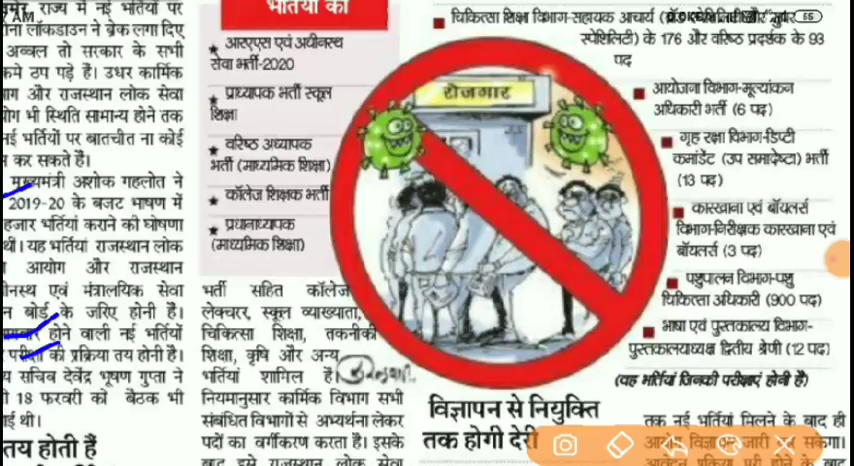 राज्य में नई भर्तियों पर
लॉकडाउन ने ब्रेक लगा दिए
अव्वल तो सरकार के सभी
ठप पड़े हैं। उधर कार्मिक
और राजस्थान लोक सेवा
भी स्थिति सामान्य होने तक
नई भर्तियों पर बातचीत ना कोई
कर सकते हैं।
मुख्यमंत्री अशोक गहलोत ने
2019-20 के बजट भाषण में
हजार भर्तियां कराने की घोषणा
थी। यह भर्तियां राजस्थान लोक
आयोग और राजस्थान
एवं मंत्रालयिक सेवा
बोर्ड के जरिए होनी है।
होने वाली नई भर्तियों
परीक्षा की प्रक्रिया तय होनी है।
सचिव देवेंद्र भूषण गुप्ता ने
18 फरवरी को बैठक भी
थी।
तय होती हैं
भर्तियों की
★ आरएएस एवं अधीनस्थ
सेवा भर्ती-2020
★ प्राध्यापक भर्ती स्कूल
शिक्षा
★ वरिष्ठ अध्यापक
भर्ती (माध्यमिक शिक्षा)
★ कॉलेज शिक्षक भर्ती
★ प्रधानाध्यापक
(माध्यमिक शिक्षा)
भर्ती सहित कॉलेज
लेक्चरर, स्कूल व्याख्याता,
चिकित्सा शिक्षा, तकनीकी
शिक्षा, कृषि और अन्य
भर्तियां शामिल हैं।
नियमानुसार कार्मिक विभाग सभी
संबंधित विभागों से अभ्यर्थना लेकर
पदों का वर्गीकरण करता है। इसके
बाद इसे राजस्थान लोक सेवा
■ चिकित्सा शिक्षा विभाग-सहायक आचार्य
स्पेशिलिटी) के 176 और वरिष्ठ प्रदर्शक के 93
पद
रोजगार
■ आयोजना विभाग-मूल्यांकन
अधिकारी भर्ती (6 पद)
■ गृह रक्षा विभाग-डिप्टी
कमांडेंट (उप समादेष्टा) भर्ती
(13 पद)
■ कारखाना एवं बॉयलर्स
विभाग-निरीक्षक कारखाना एवं
बॉयलर्स (3 पद)
■ पशुपालन विभाग-पशु
चिकित्सा अधिकारी (900 पद)
■ भाषा एवं पुस्तकालय विभाग-
पुस्तकालयाध्यक्ष द्वितीय श्रेणी (12 पद)
(वह भर्तियां जिनकी परीक्षाएं होनी है)
विज्ञापन से नियुक्ति
तक होगी देरी
तक नई भर्तियां मिलने के बाद ही
जारी कर सकेगा।
AM
55